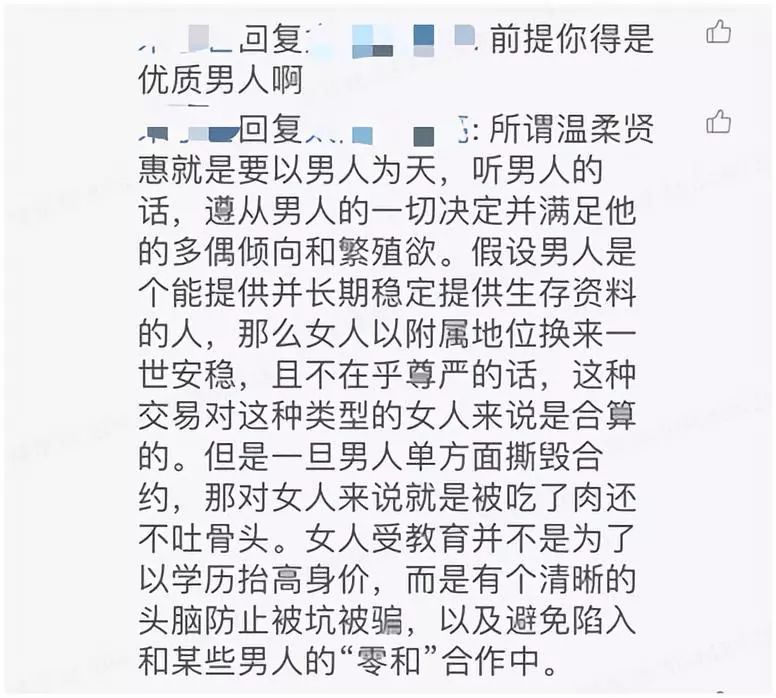 回复
: 前提你得是
优质男人啊
回复
: 所谓温柔贤
惠就是要以男人为天，听男人的
话，遵从男人的一切决定并满足他
的多偶倾向和繁殖欲。假设男人是
个能提供并长期稳定提供生存资料
的人，那么女人以附属地位换来一
世安稳，且不在乎尊严的话，这种
交易对这种类型的女人来说是合算
的。但是一旦男人单方面撕毁合
约，那对女人来说就是被吃了肉还
不吐骨头。女人受教育并不是为了
以学历抬高身价，而是有个清晰的
头脑防止被坑被骗，以及避免陷入
和某些男人的“零和”合作中。